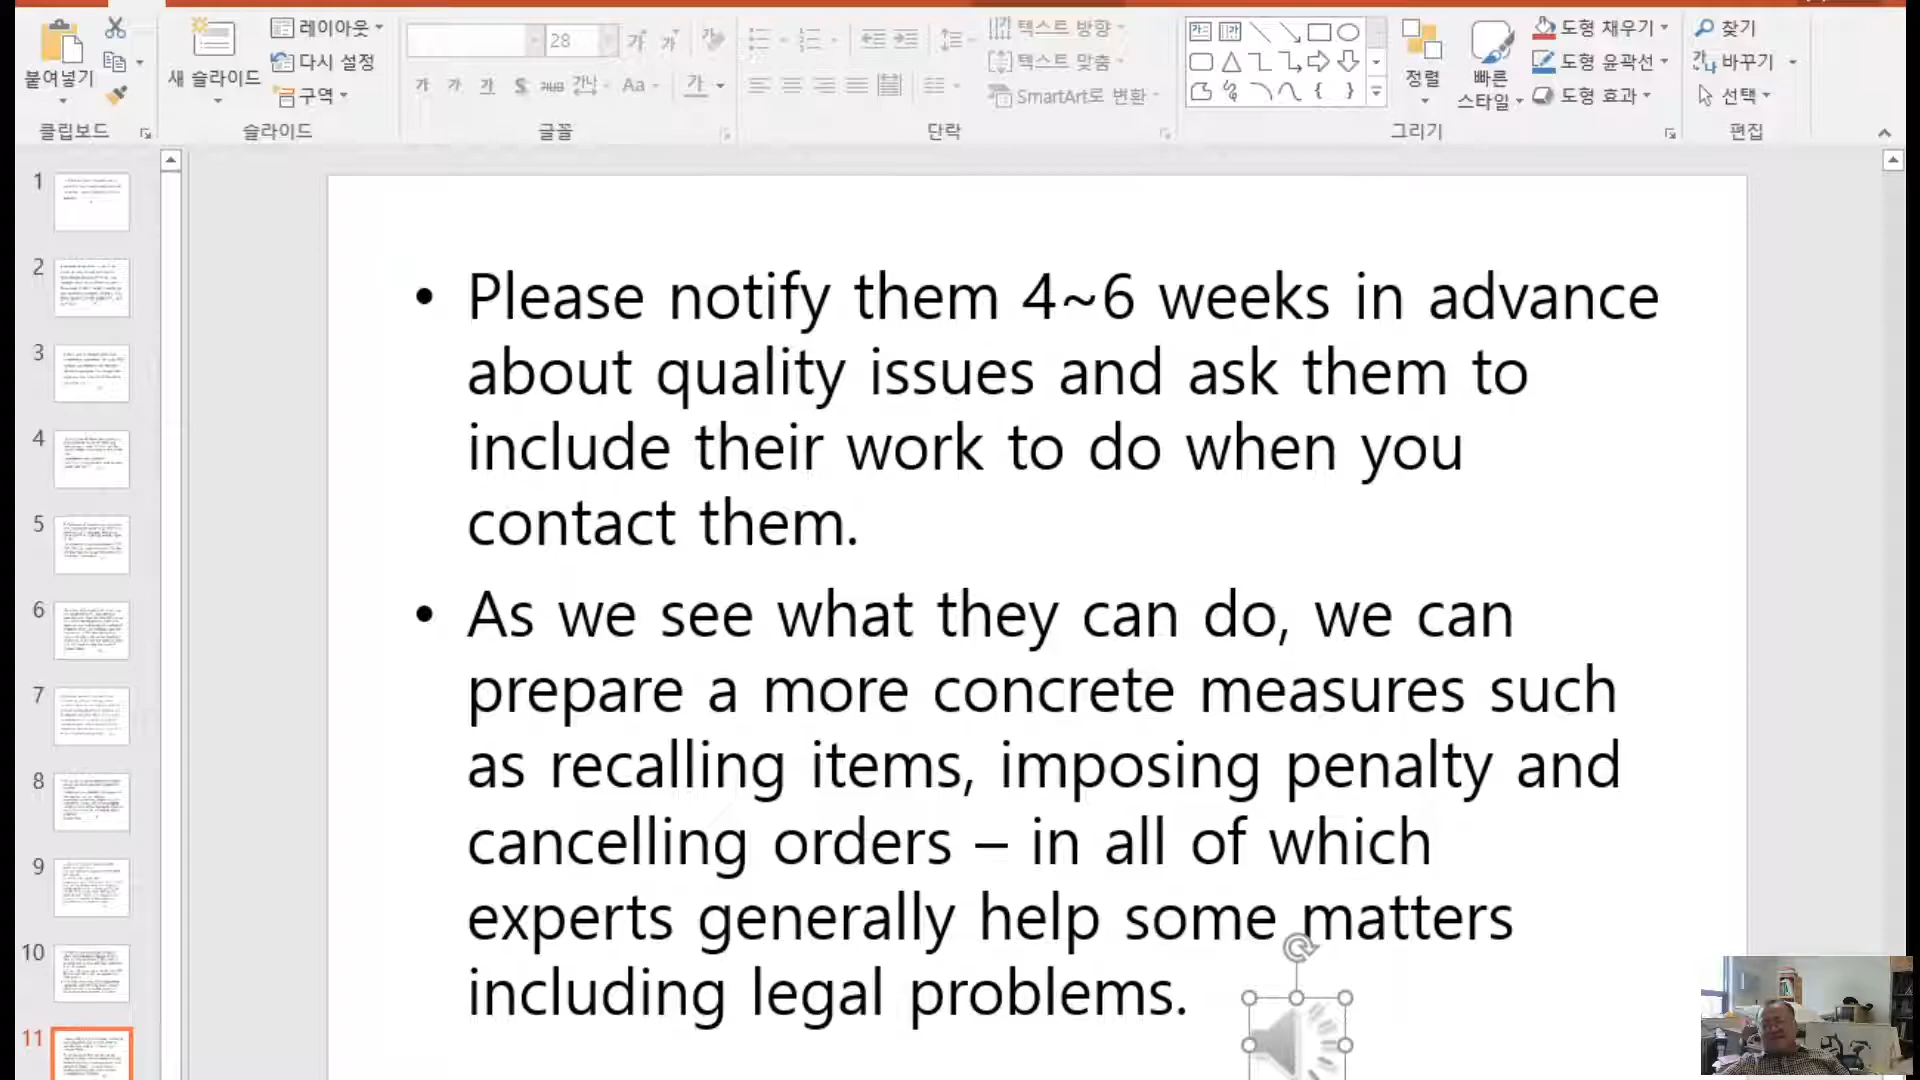 붙여넣기
클립보드
새 슬라이드
레이아웃
다시 설정
구역
슬라이드
28
가 가 가 S 가나 Aa 가
글꼴
텍스트 방향
텍스트 맞춤
SmartArt로 변환
단락
정렬
빠른
스타일
도형 채우기
도형 윤곽선
도형 효과
그리기
찾기
바꾸기
선택
편집
1
2
3
4
5
6
7
8
9
10
11
• Please notify them 4~6 weeks in advance
about quality issues and ask them to
include their work to do when you
contact them.
• As we see what they can do, we can
prepare a more concrete measures such
as recalling items, imposing penalty and
cancelling orders – in all of which
experts generally help some matters
including legal problems.